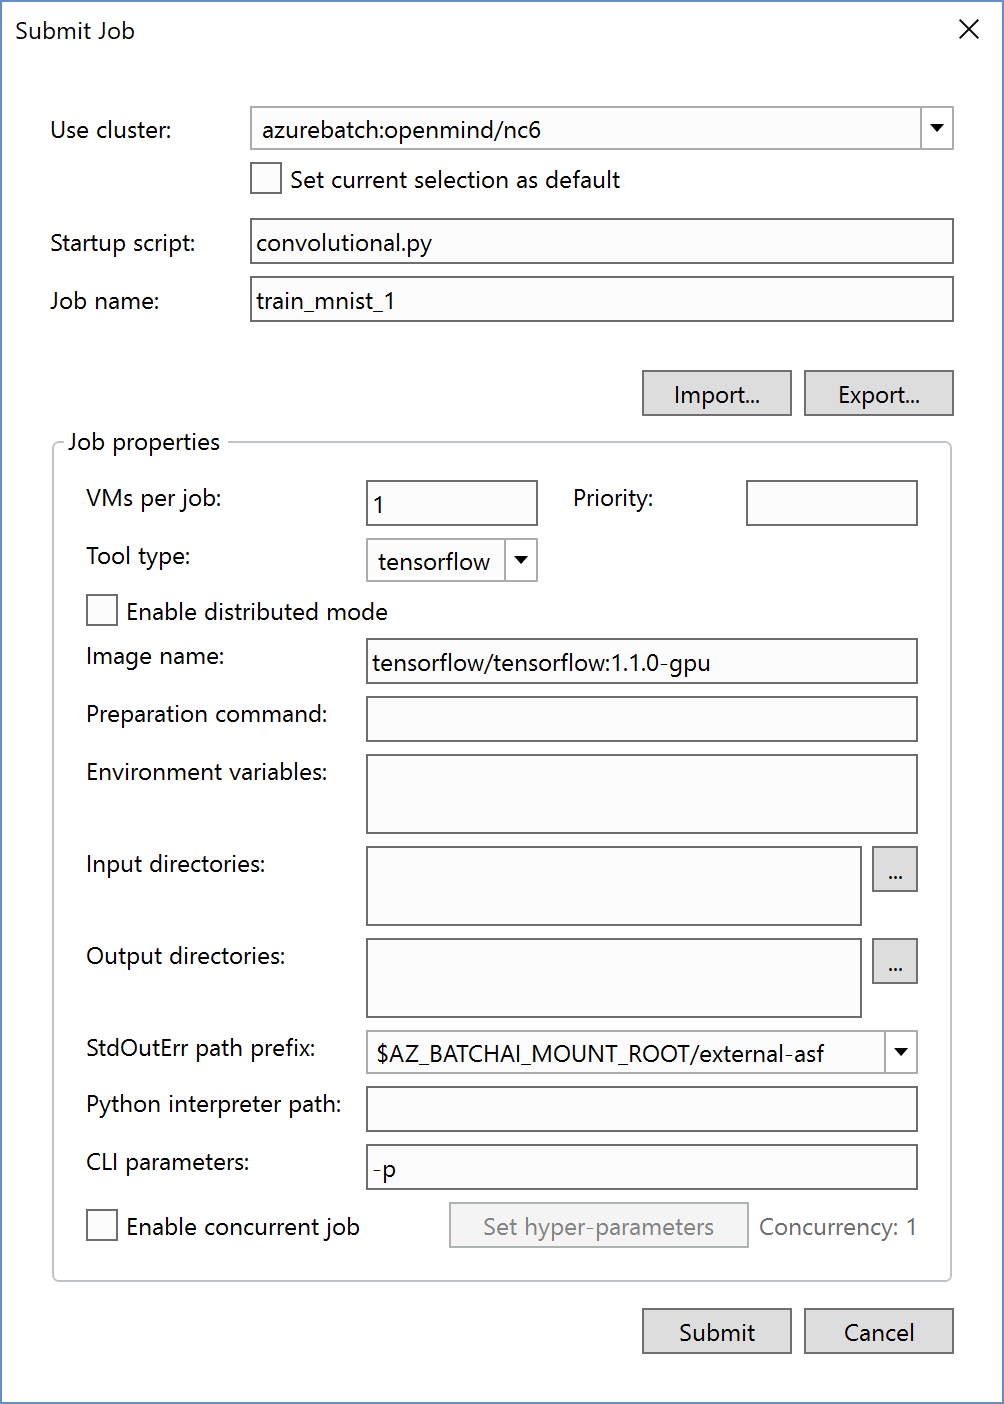 Submit Job
Use cluster: azurebatch:openmind/nc6
Set current selection as default
Startup script: convolutional.py
Job name: train_mnist_1
Import... Export...
Job properties
VMs per job: 1 Priority:
Tool type: tensorflow
Enable distributed mode
Image name: tensorflow/tensorflow:1.1.0-gpu
Preparation command:
Environment variables:
Input directories: ...
Output directories: ...
StdOutErr path prefix: $AZ_BATCHAI_MOUNT_ROOT/external-asf
Python interpreter path:
CLI parameters: -p
Enable concurrent job Set hyper-parameters Concurrency: 1
Submit Cancel